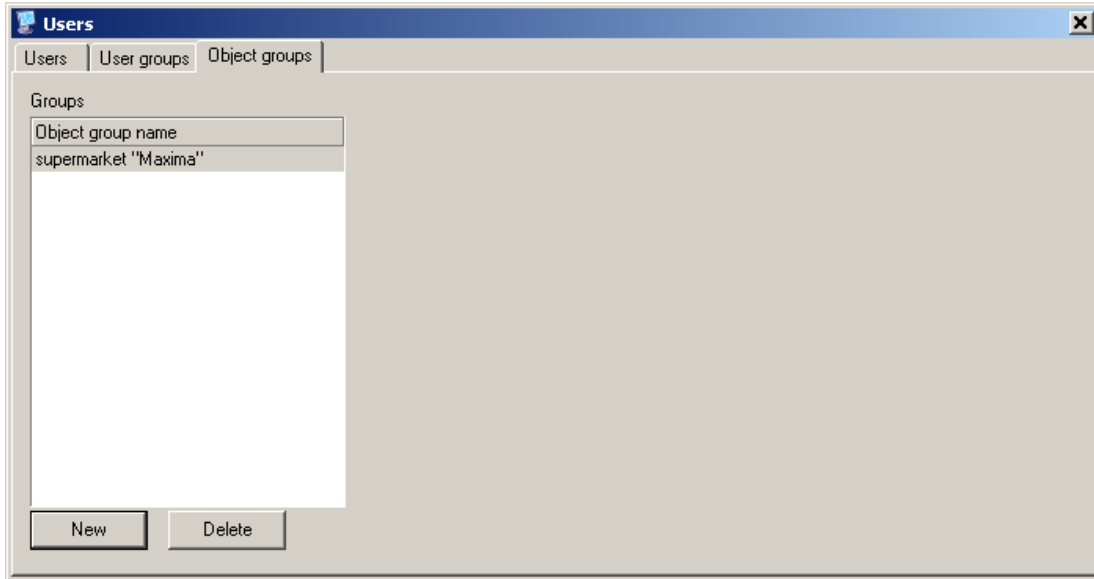 Users
Users User groups Object groups
Groups
Object group name
supermarket "Maxima"
New Delete